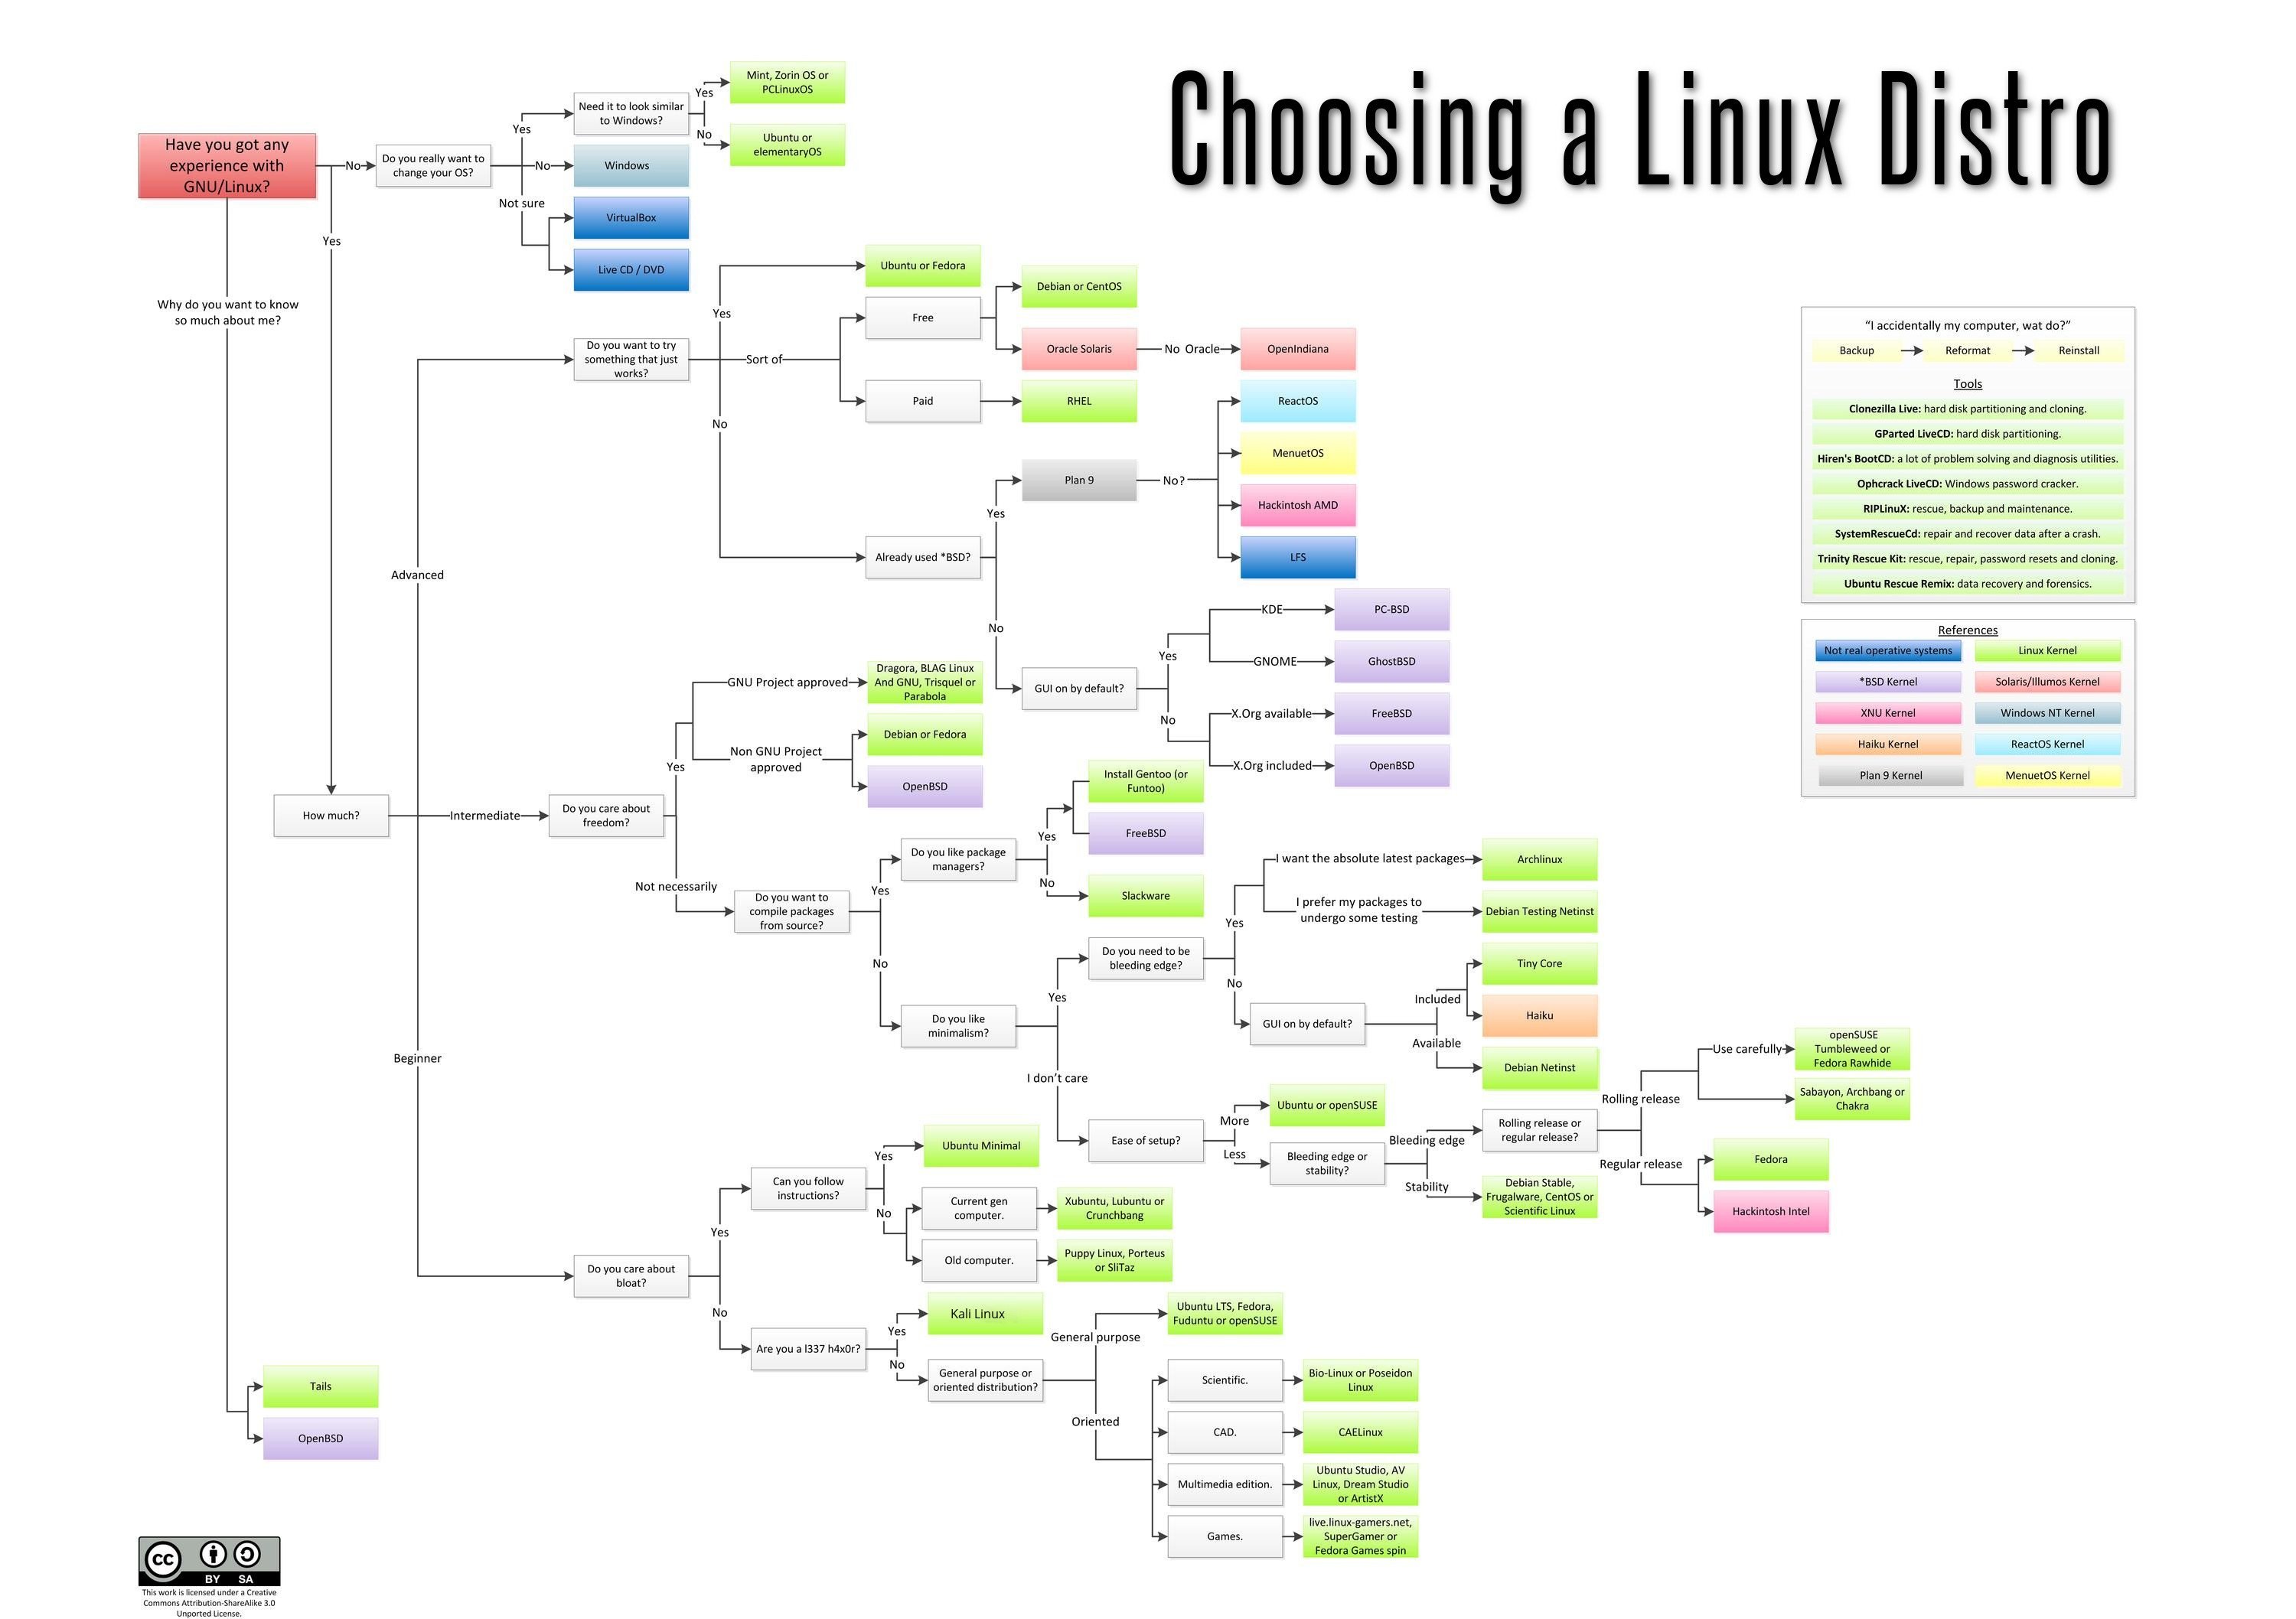 Choosing a Linux Distro
Have you got any
experience with
GNU/Linux?
No
Do you really want to
change your OS?
Yes
No
Not sure
Need it to look similar
to Windows?
Yes
No
Mint, Zorin OS or
PCLinuxOS
Ubuntu or
elementaryOS
Windows
VirtualBox
Live CD / DVD
Yes
Why do you want to know
so much about me?
Do you want to try
something that just
works?
Yes
Sort of
No
Ubuntu or Fedora
Free
Debian or CentOS
Oracle Solaris
No Oracle
OpenIndiana
Paid
RHEL
Already used *BSD?
Yes
No
Plan 9
No?
ReactOS
MenuetOS
Hackintosh AMD
LFS
GUI on by default?
Yes
No
KDE
PC-BSD
GNOME
GhostBSD
X.Org available
FreeBSD
X.Org included
OpenBSD
Advanced
How much?
Intermediate
Beginner
Do you care about
freedom?
Yes
Not necessarily
GNU Project approved
Dragora, BLAG Linux
And GNU, Trisquel or
Parabola
Non GNU Project
approved
Debian or Fedora
OpenBSD
Do you want to
compile packages
from source?
Yes
No
Do you like package
managers?
Yes
No
Install Gentoo (or
Funtoo)
FreeBSD
Slackware
Do you like
minimalism?
Yes
I don't care
Do you need to be
bleeding edge?
Yes
No
I want the absolute latest packages
Archlinux
I prefer my packages to
undergo some testing
Debian Testing Netinst
GUI on by default?
Included
Available
Tiny Core
Haiku
Debian Netinst
Ease of setup?
More
Less
Ubuntu or openSUSE
Bleeding edge or
stability?
Bleeding edge
Stability
Rolling release or
regular release?
Rolling release
Regular release
Use carefully
openSUSE
Tumbleweed or
Fedora Rawhide
Sabayon, Archbang or
Chakra
Fedora
Hackintosh Intel
Debian Stable,
Frugalware, CentOS or
Scientific Linux
Do you care about
bloat?
Yes
No
Can you follow
instructions?
Yes
No
Ubuntu Minimal
Current gen
computer.
Xubuntu, Lubuntu or
Crunchbang
Old computer.
Puppy Linux, Porteus
or SliTaz
Are you a l337 h4x0r?
Yes
No
Kali Linux
General purpose or
oriented distribution?
General purpose
Oriented
Ubuntu LTS, Fedora,
Fuduntu or openSUSE
Scientific.
Bio-Linux or Poseidon
Linux
CAD.
CAELinux
Multimedia edition.
Ubuntu Studio, AV
Linux, Dream Studio
or ArtistX
Games.
live.linux-gamers.net,
SuperGamer or
Fedora Games spin
Tails
OpenBSD
“I accidentally my computer, wat do?”
Backup
Reformat
Reinstall
Tools
Clonezilla Live: hard disk partitioning and cloning.
GParted LiveCD: hard disk partitioning.
Hiren's BootCD: a lot of problem solving and diagnosis utilities.
Ophcrack LiveCD: Windows password cracker.
RIPLinuX: rescue, backup and maintenance.
SystemRescueCd: repair and recover data after a crash.
Trinity Rescue Kit: rescue, repair, password resets and cloning.
Ubuntu Rescue Remix: data recovery and forensics.
References
Not real operative systems
Linux Kernel
*BSD Kernel
Solaris/Illumos Kernel
XNU Kernel
Windows NT Kernel
Haiku Kernel
ReactOS Kernel
Plan 9 Kernel
MenuetOS Kernel
cc
BY SA
This work is licensed under a Creative
Commons Attribution-ShareAlike 3.0
Unported License.